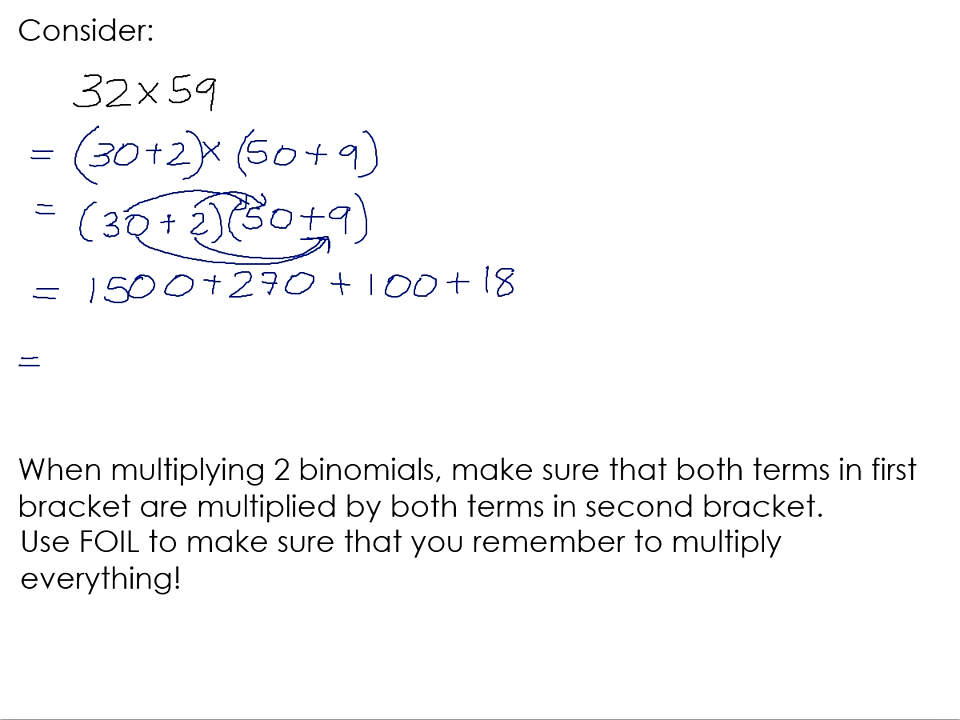 Consider:
32×59
= (30+2)×(50+9)
= (30+2)(50+9)
= 1500+270+100+18
=
When multiplying 2 binomials, make sure that both terms in first
bracket are multiplied by both terms in second bracket.
Use FOIL to make sure that you remember to multiply
everything!